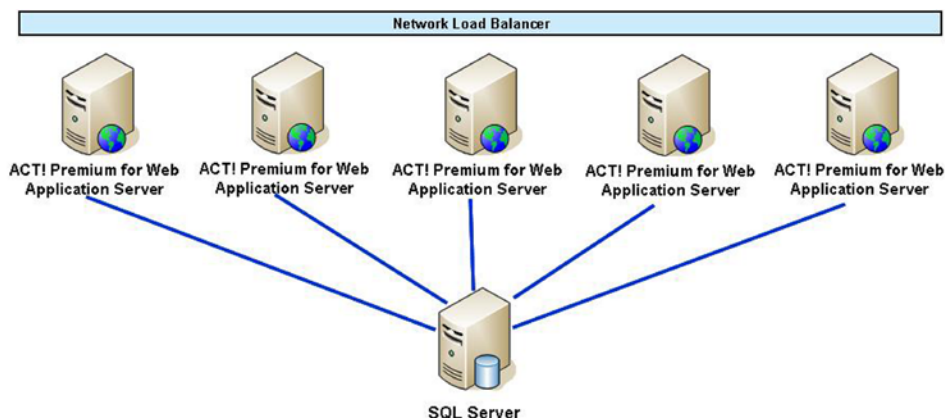 Network Load Balancer
ACT! Premium for Web
Application Server
ACT! Premium for Web
Application Server
ACT! Premium for Web
Application Server
ACT! Premium for Web
Application Server
ACT! Premium for Web
Application Server
SQL Server